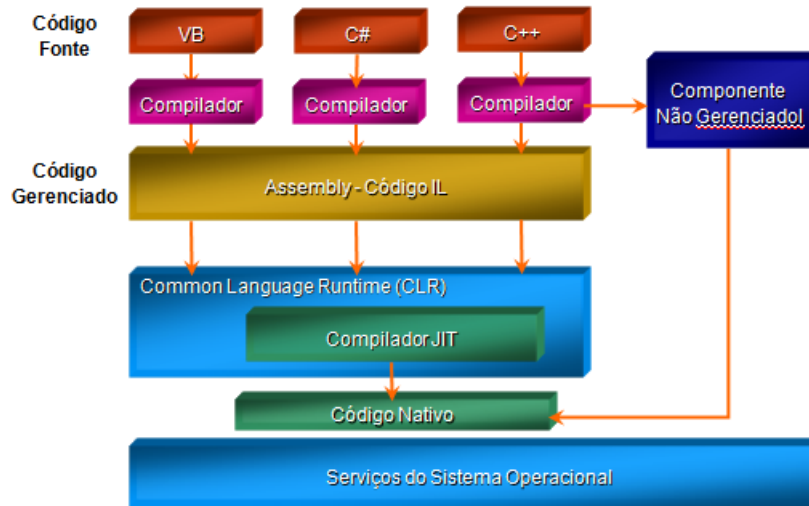 Código
Fonte
VB
C#
C++
Compilador
Compilador
Compilador
Componente
Não Gerenciadol
Código
Gerenciado
Assembly - Código IL
Common Language Runtime (CLR)
Compilador JIT
Código Nativo
Serviços do Sistema Operacional